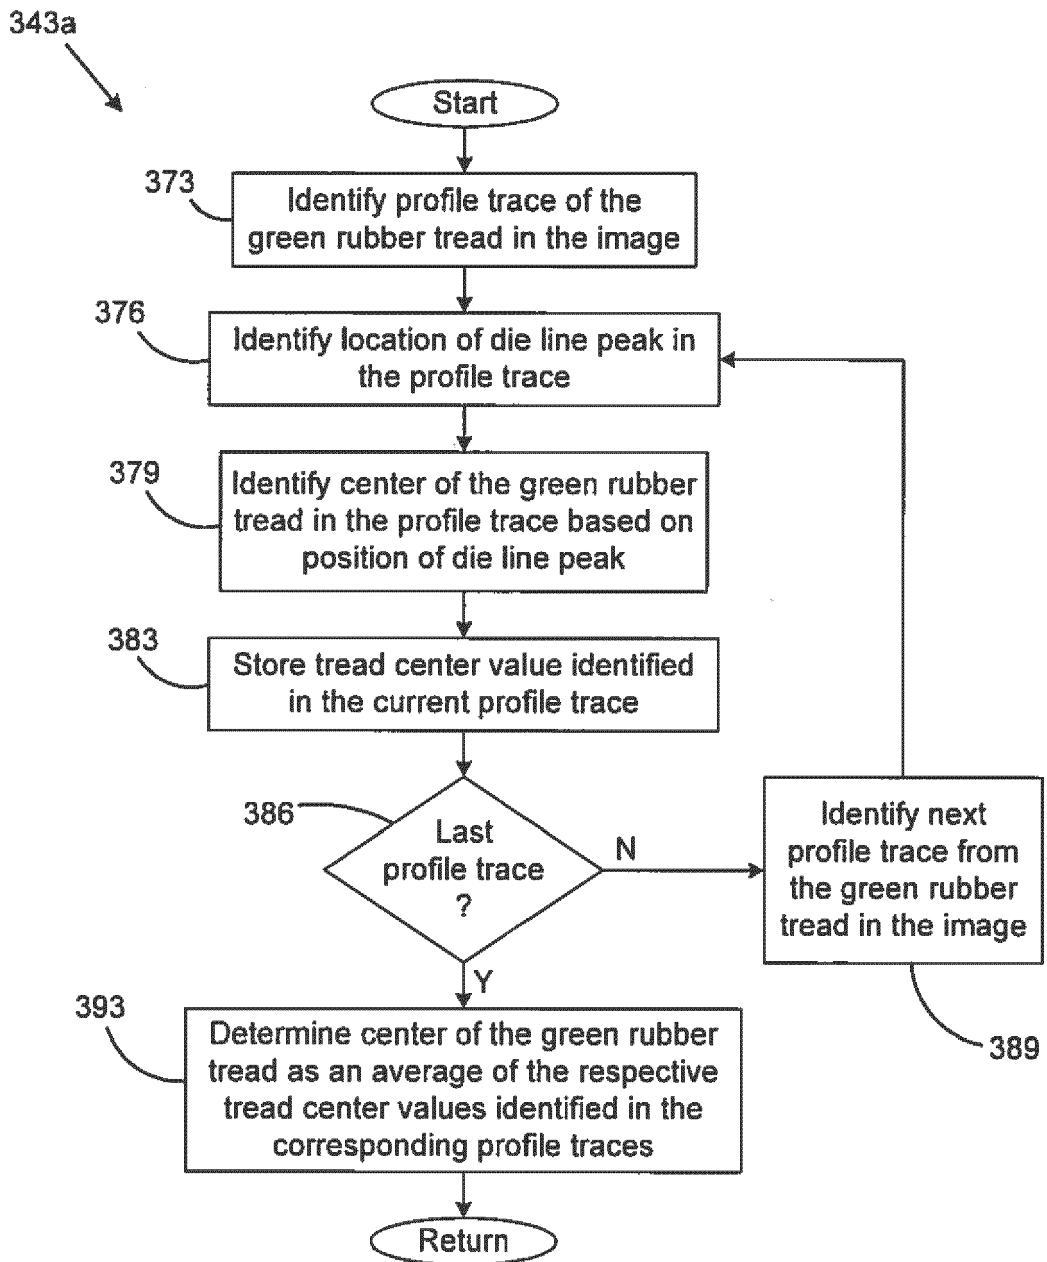 343a
Start
373
Identify profile trace of the
green rubber tread in the image
376
Identify location of die line peak in
the profile trace
379
Identify center of the green rubber
tread in the profile trace based on
position of die line peak
383
Store tread center value identified
in the current profile trace
386
Last
profile trace
?
N
Identify next
profile trace from
the green rubber
tread in the image
389
Y
393
Determine center of the green rubber
tread as an average of the respective
tread center values identified in the
corresponding profile traces
Return